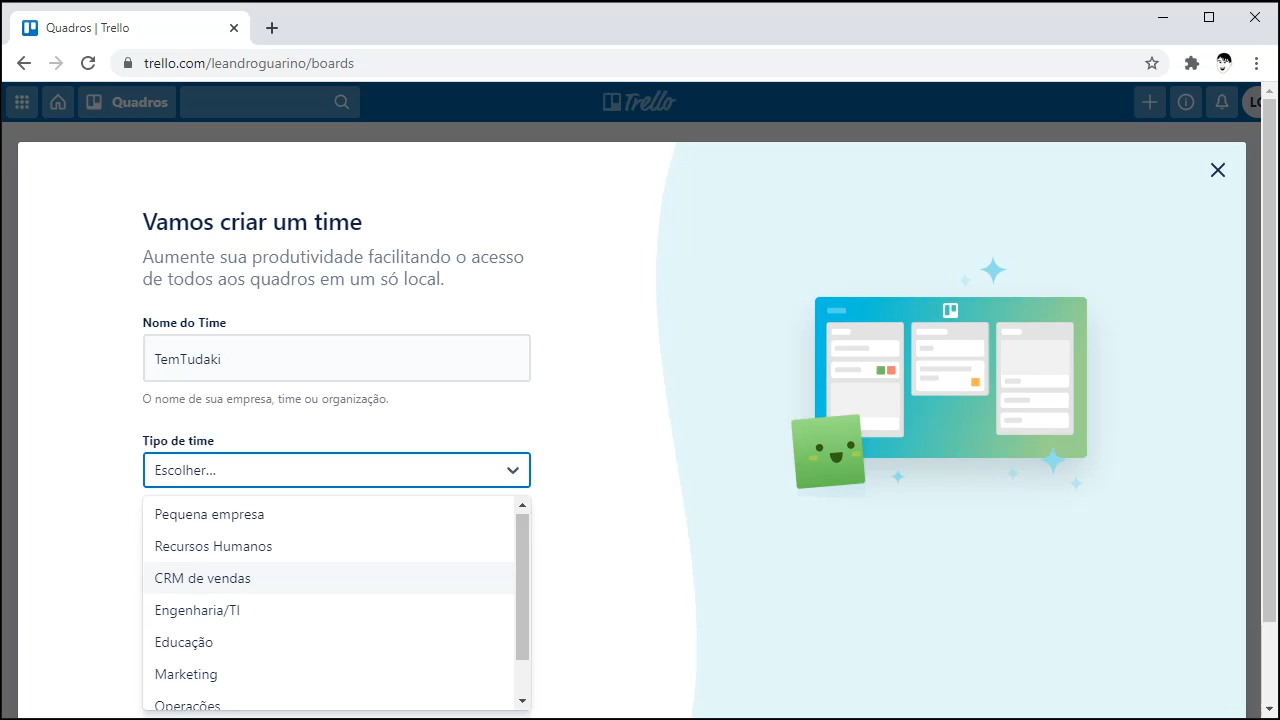 Quadros | Trello
trello.com/leandroguarino/boards
Quadros
Trello
Vamos criar um time
Aumente sua produtividade facilitando o acesso
de todos aos quadros em um só local.
Nome do Time
TemTudaki
O nome de sua empresa, time ou organização.
Tipo de time
Escolher...
Pequena empresa
Recursos Humanos
CRM de vendas
Engenharia/TI
Educação
Marketing
Operações